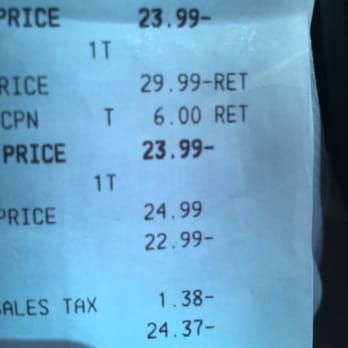 PRICE 23.99-
1T
RICE 29.99-RET
CPN T 6.00 RET
PRICE 23.99-
1T
PRICE 24.99
22.99-
SALES TAX 1.38-
24.37-